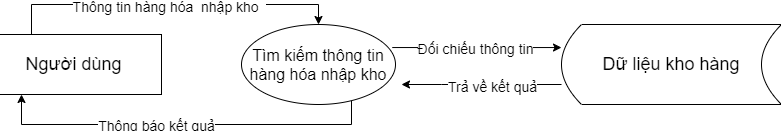 Thông tin hàng hóa  nhập kho
Người dùng
Tìm kiếm thông tin
hàng hóa nhập kho
Đối chiếu thông tin
Trả về kết quả
Dữ liệu kho hàng
Thông báo kết quả